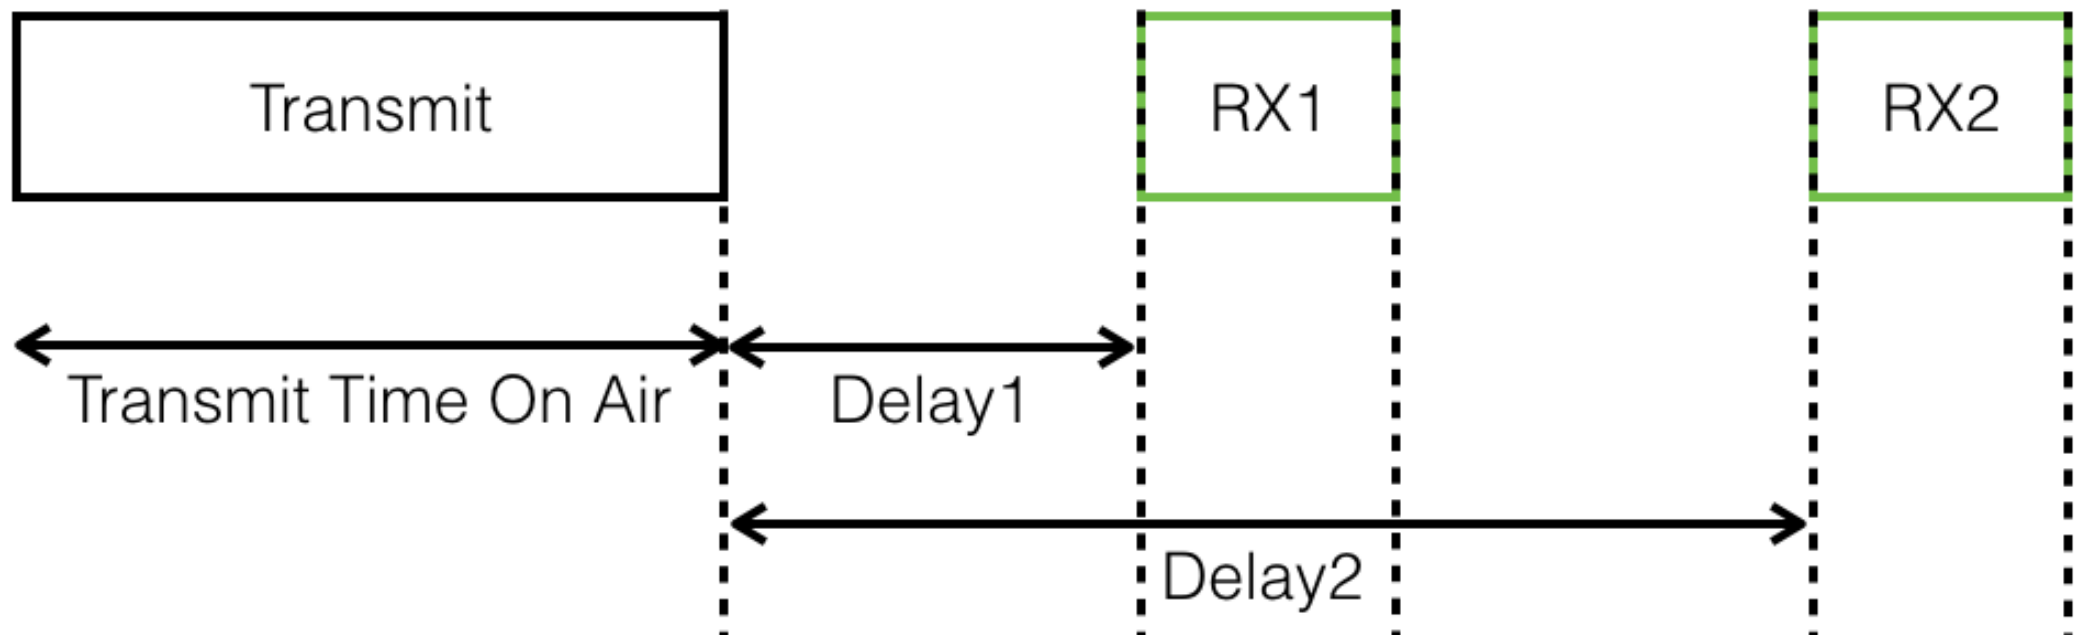 Transmit
RX1
RX2
Transmit Time On Air
Delay1
Delay2